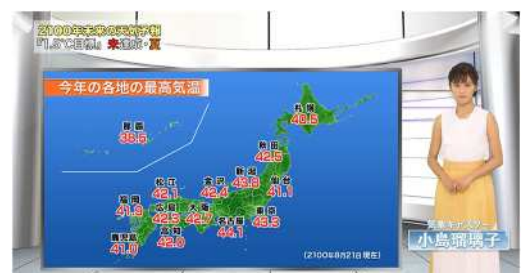 2100年未来の天気予報
「1.5℃目標」 未達成・夏
今年の各地の最高気温
札幌
40.5
那覇
38.5
秋田
42.5
新潟
43.8
仙台
41.1
金沢
42.4
松江
42.1
福岡
41.9
広島
42.3
大阪
42.7
東京
43.3
名古屋
44.1
高知
42.0
鹿児島
41.0
(2100年8月21日 現在)
気象キャスター
小島瑠璃子